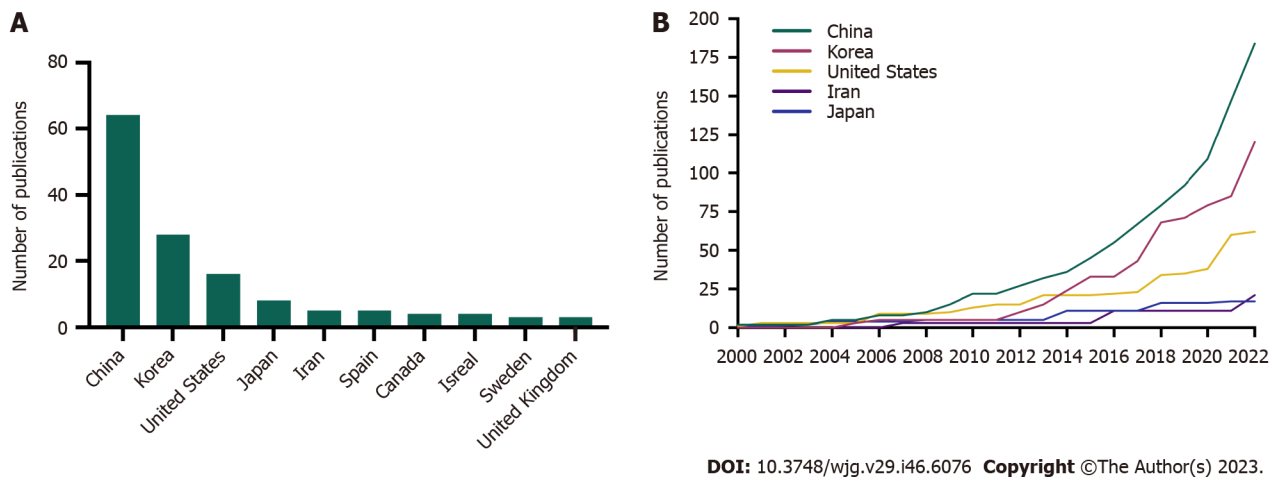 A
Number of publications
80
60
40
20
0
China
Korea
United States
Japan
Iran
Spain
Canada
Isreal
Sweden
United Kingdom
B
Number of publications
200
175
150
125
100
75
50
25
0
China
Korea
United States
Iran
Japan
2000 2002 2004 2006 2008 2010 2012 2014 2016 2018 2020 2022
DOI: 10.3748/wjg.v29.i46.6076 Copyright ©The Author(s) 2023.